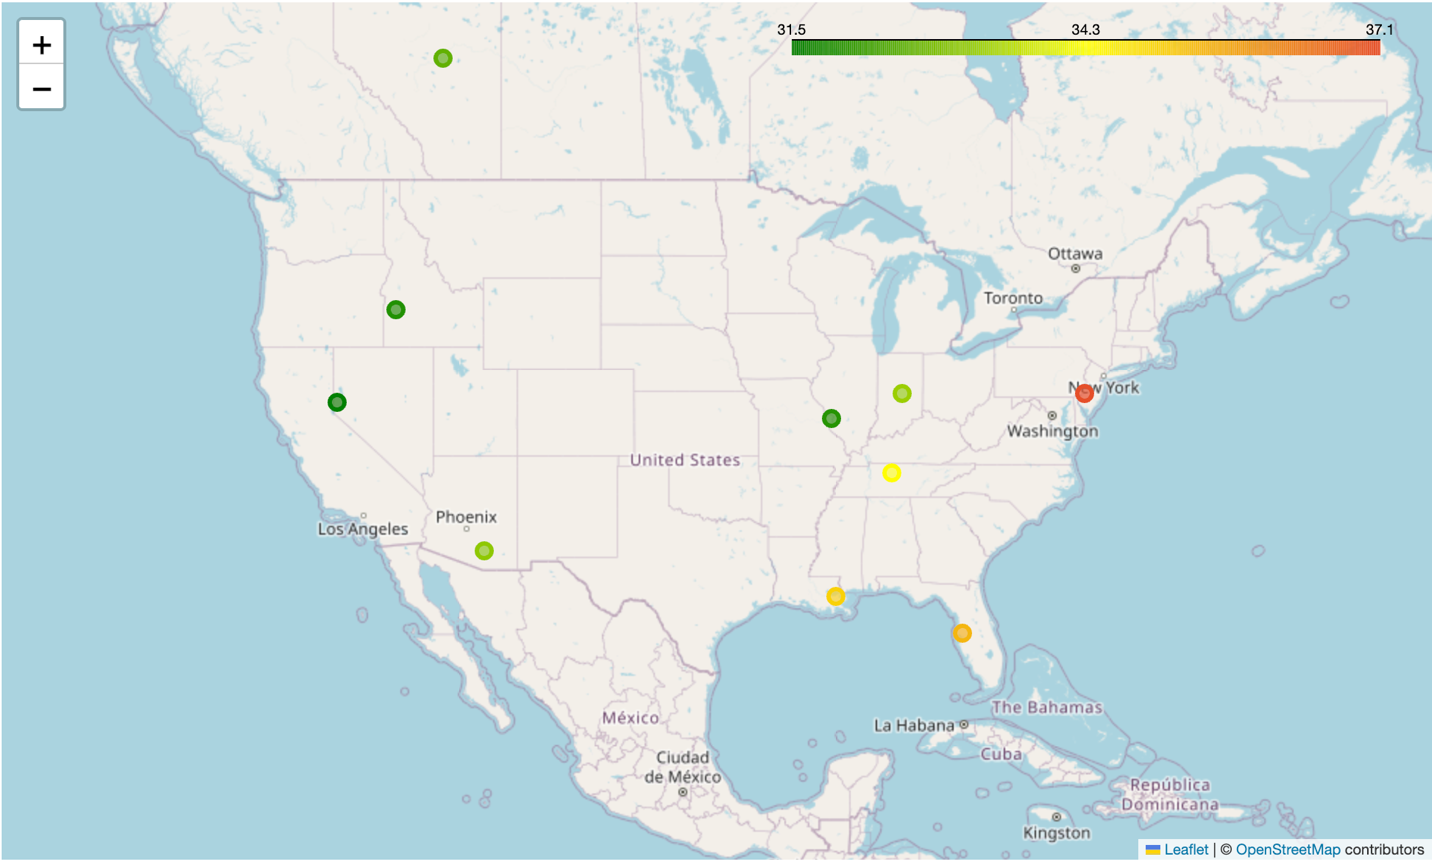 +
−
31.5 34.3 37.1
Ottawa
Toronto
New York
Washington
United States
Phoenix
Los Angeles
México
The Bahamas
La Habana
Cuba
Ciudad
de México
República
Dominicana
Kingston
Leaflet | © OpenStreetMap contributors